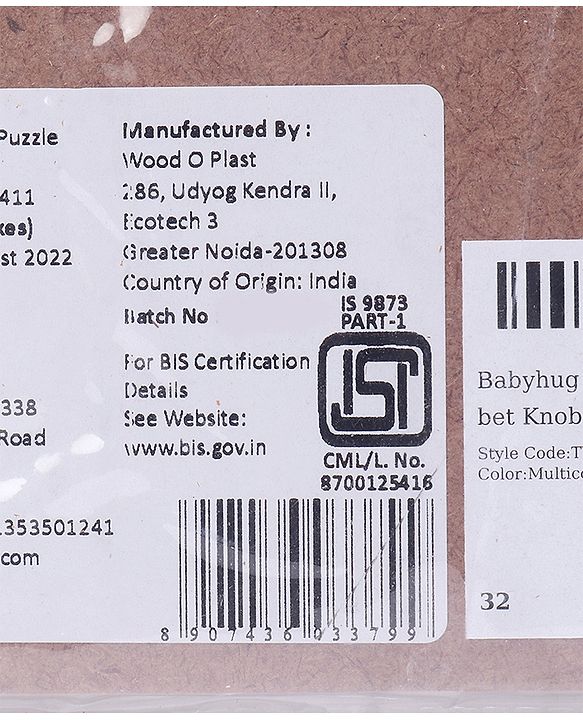 Puzzle
411
kes)
st 2022
338
Road
1353501241
com
Manufactured By :
Wood O Plast
286, Udyog Kendra II,
Ecotech 3
Greater Noida-201308
Country of Origin: India
Batch No
IS 9873
PART-1
For BIS Certification
Details
See Website:
www.bis.gov.in
ISI
CML/L. No.
8700125416
8 907436 033799
Babyhug
bet Knob
Style Code:T
Color:Multico
32